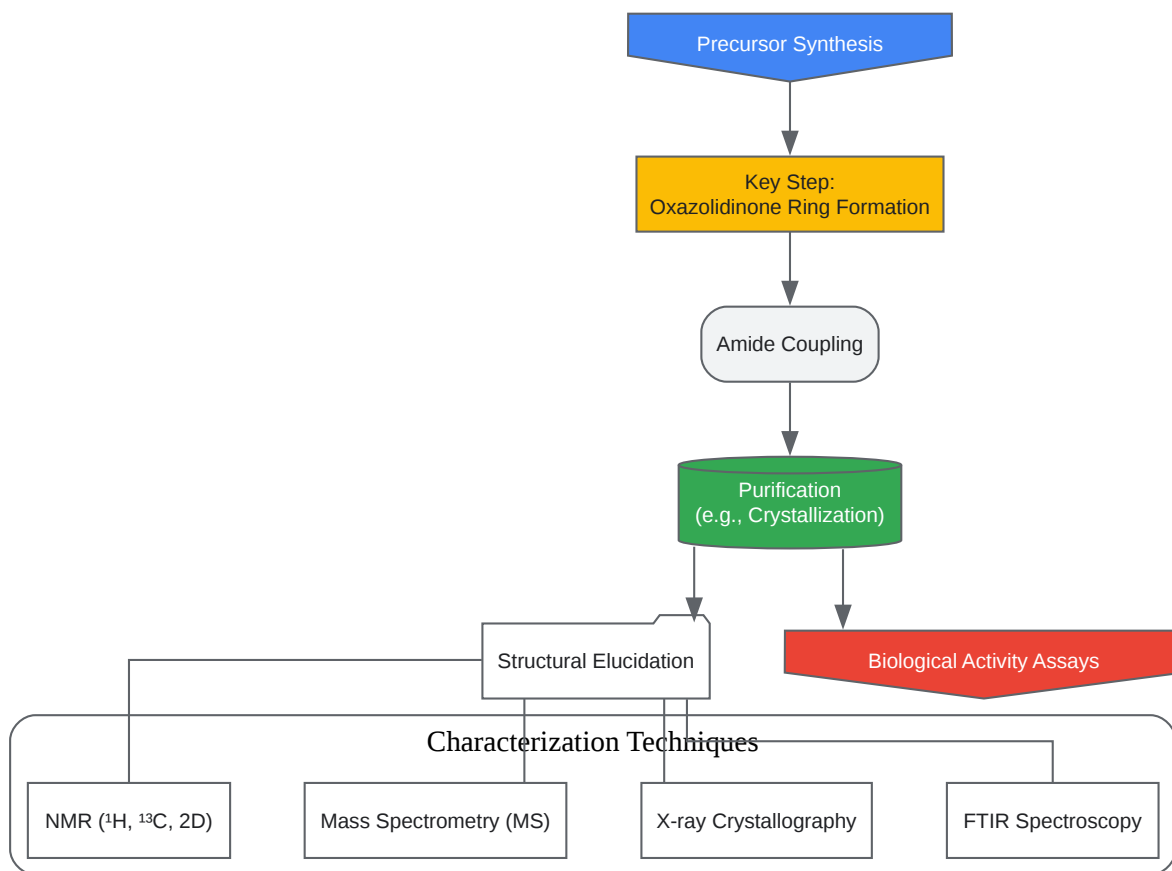 Precursor Synthesis
Key Step:
Oxazolidinone Ring Formation
Amide Coupling
Purification
(e.g., Crystallization)
Structural Elucidation
Biological Activity Assays
Characterization Techniques
NMR (¹H, ¹³C, 2D)
Mass Spectrometry (MS)
X-ray Crystallography
FTIR Spectroscopy